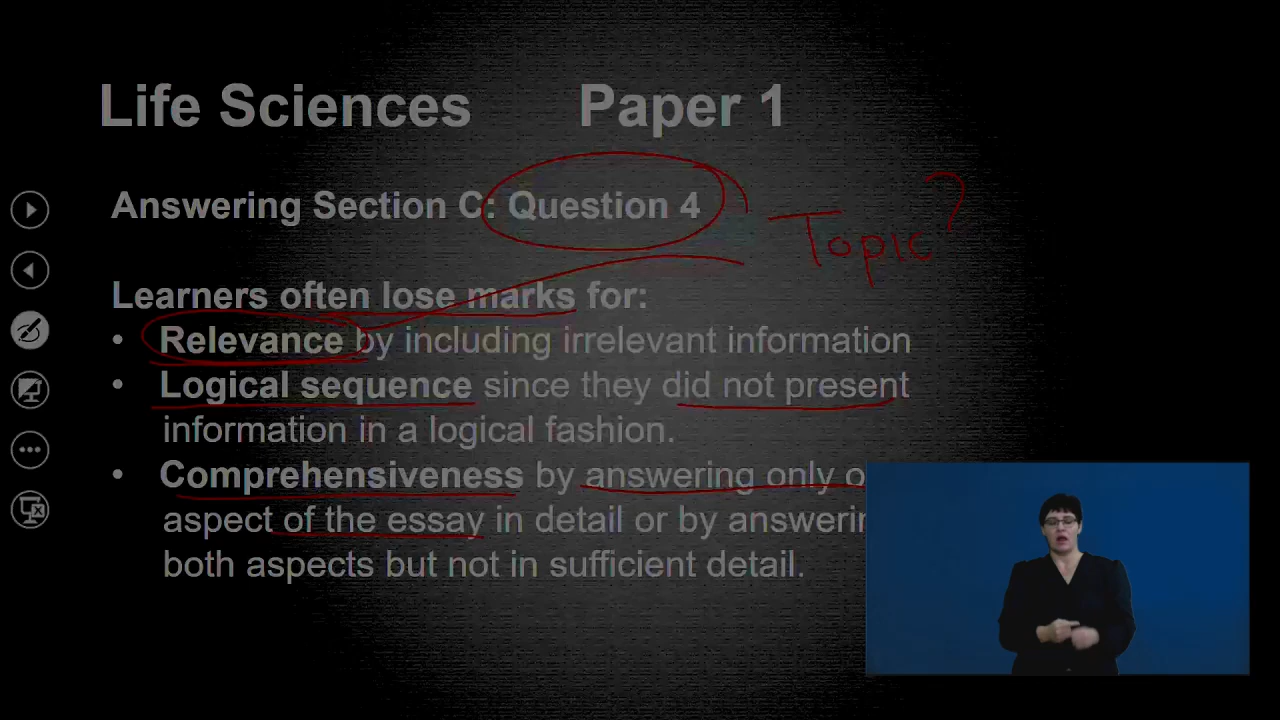 Life Sciences Paper 1
Answering Section C: Question 4
Topic?
Learners often lose marks for:
• Relevance by including irrelevant information
• Logical sequence since they did not present
information in a logical fashion.
• Comprehensiveness by answering only
aspect of the essay in detail or by
both aspects but not in sufficient detail.